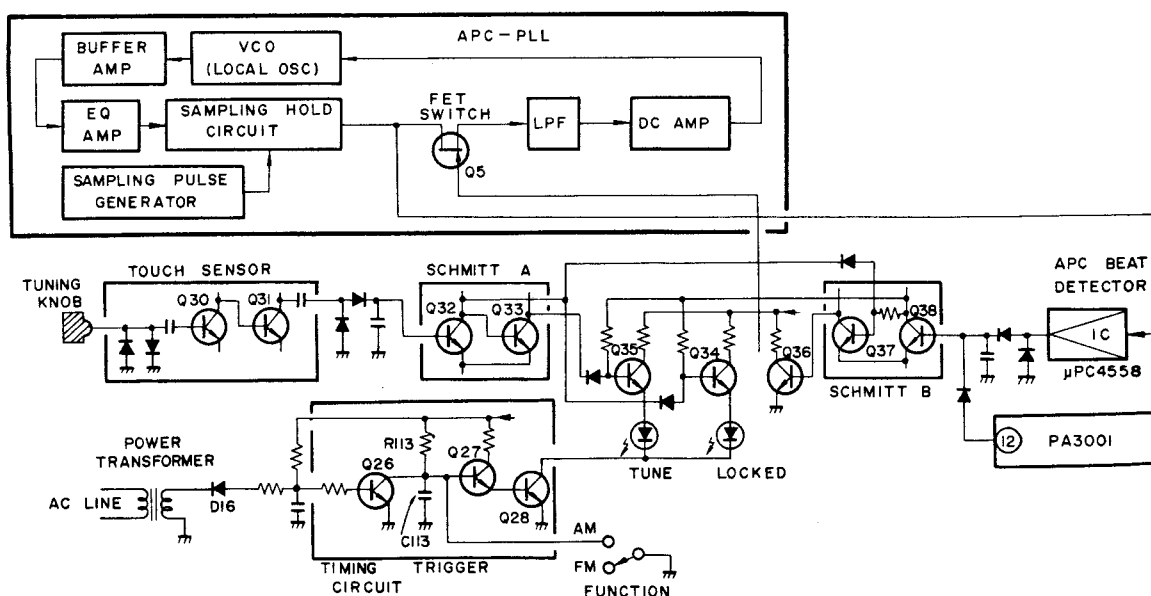 APC-PLL
BUFFER
AMP
VCO
(LOCAL OSC)
FET
SWITCH
EQ
AMP
SAMPLING HOLD
CIRCUIT
LPF
DC AMP
Q5
SAMPLING PULSE
GENERATOR
TUNING
KNOB
TOUCH SENSOR
Q30
Q31
SCHMITT A
Q32
Q33
Q35
Q34
Q36
Q37
Q38
SCHMITT B
APC BEAT
DETECTOR
IC
μPC4558
12
PA3001
TUNE
LOCKED
POWER
TRANSFORMER
AC LINE
D16
R113
Q26
Q27
Q28
C113
TIMING
CIRCUIT
TRIGGER
AM
FM
FUNCTION